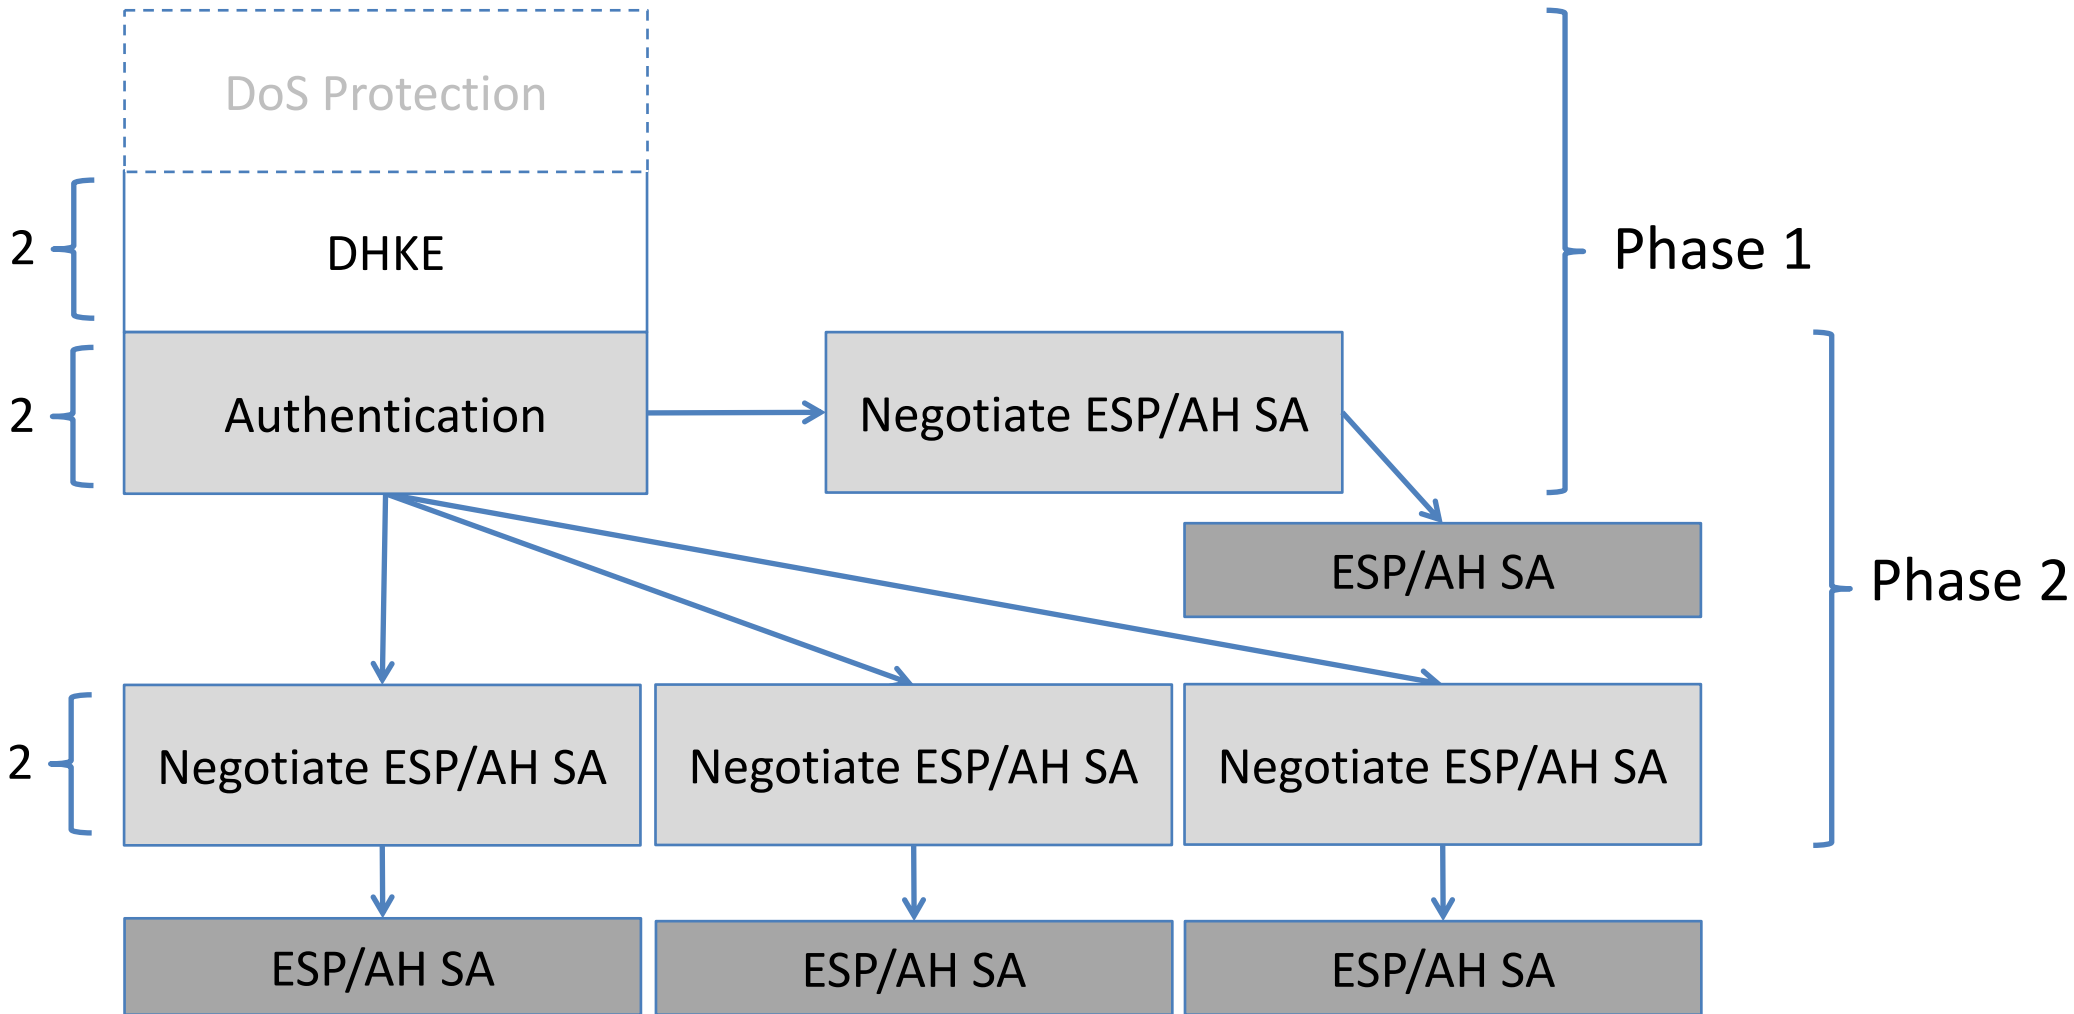 DoS Protection
2
DHKE
Phase 1
2
Authentication
Negotiate ESP/AH SA
ESP/AH SA
Phase 2
2
Negotiate ESP/AH SA
Negotiate ESP/AH SA
Negotiate ESP/AH SA
ESP/AH SA
ESP/AH SA
ESP/AH SA